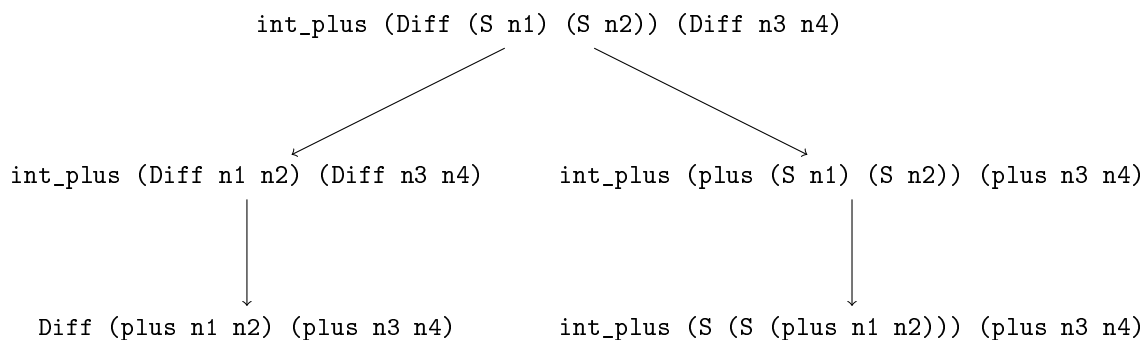 int_plus (Diff (S n1) (S n2)) (Diff n3 n4)
int_plus (Diff n1 n2) (Diff n3 n4)
int_plus (plus (S n1) (S n2)) (plus n3 n4)
Diff (plus n1 n2) (plus n3 n4)
int_plus (S (S (plus n1 n2))) (plus n3 n4)